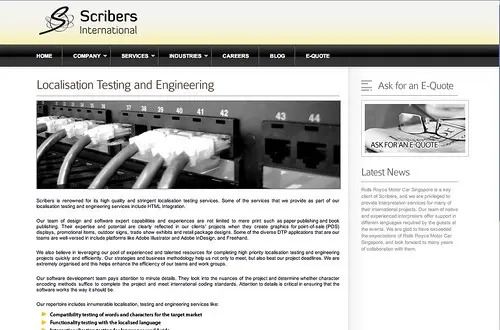 Scribers
International
HOME COMPANY SERVICES INDUSTRIES CAREERS BLOG E-QUOTE
Localisation Testing and Engineering
37 38 39 40 41 42
43 44
Scribers is renowned for its high quality and stringent localisation testing services. Some of the services that we provide as part of our
localisation testing and engineering services include HTML Integration.
Our team of design and software expert capabilities and experiences are not limited to mere print such as paper publishing and book
publishing. Their expertise and potential are clearly reflected in our clients' projects when they create graphics for point-of-sale (POS)
displays, promotional items, outdoor signs, trade show exhibits and retail package designs. Some of the diverse DTP applications that are our
teams are well-versed of include platforms like Adobe Illustrator and Adobe InDesign, and Freehand.
We also believe in leveraging our pool of experienced and talented resources for completing high priority localisation testing and engineering
projects quickly and efficiently. Our strategies and business methodology help us not only to meet, but also beat our project deadlines. We are
extremely organised and this helps enhance the efficiency of our teams and work groups.
Our software development team pays attention to minute details. They look into the nuances of the project and determine whether character
encoding methods suffice to complete the project and meet international coding standards. Attention to details is critical in ensuring that the
software works the way it should be.
Our repertoire includes innumerable localisation, testing and engineering services like:
Compatibility testing of words and characters for the target market
Functionality testing with the localised language
Ask for an E-Quote
ASK FOR AN E-QUOTE
Latest News
Rolls Royce Motor Car Singapore is a key
client of Scribers, and we are privileged to
provide Interpretation services for many of
their international projects. Our team of native
and experienced interpreters offer support in
different languages required by the guests at
the events. We are glad to have exceeded
the expectations of Rolls Royce Motor Car
Singapore, and look forward to many years
of collaboration with them.